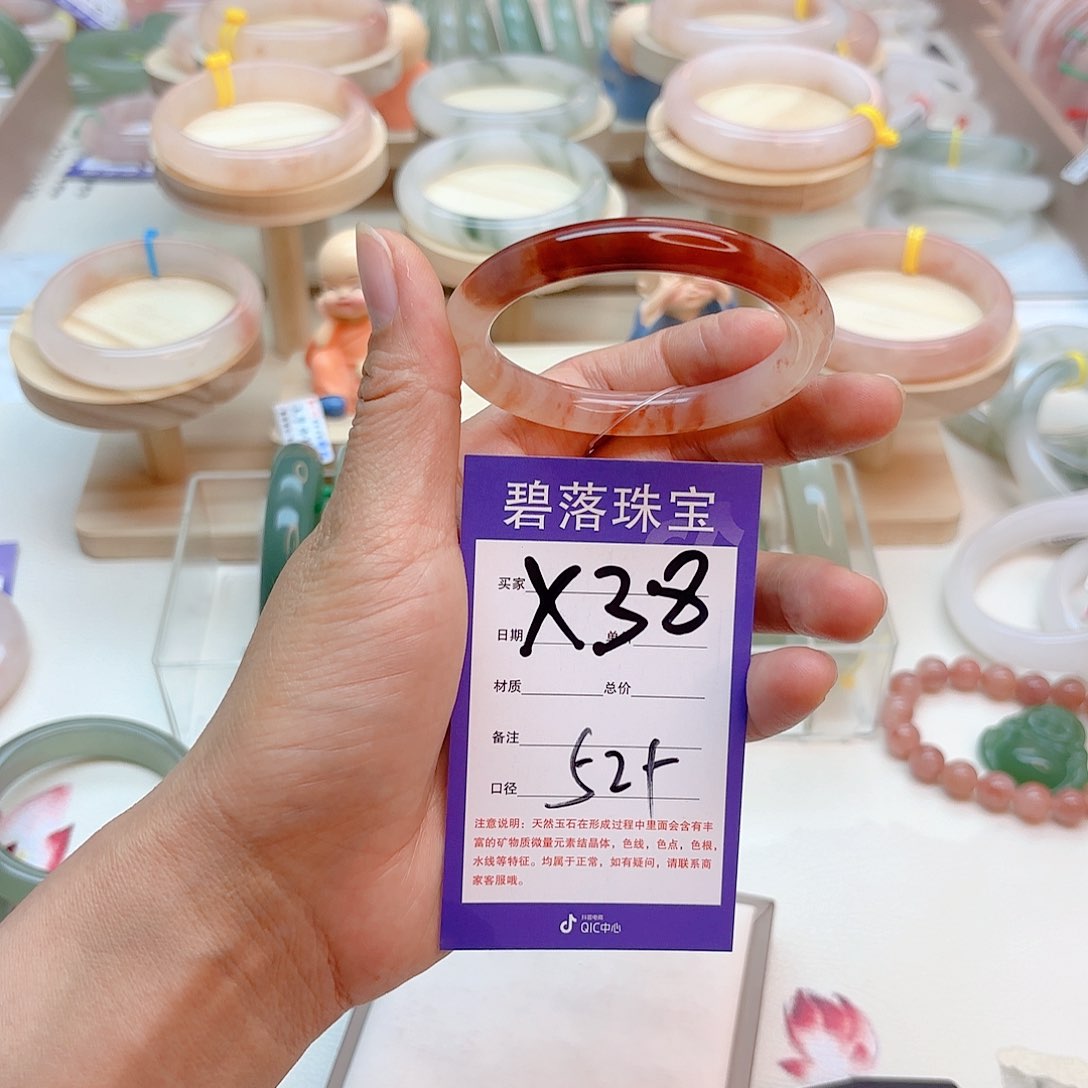 碧落珠宝
买家 X38
日期
材质 总价
备注
口径 52+
注意说明：天然玉石在形成过程中里面会含有丰
富的矿物质微量元素结晶体，色线，色点，色根，
水线等特征。均属于正常，如有疑问，请联系商
家客服哦。
抖音电商
QIC中心